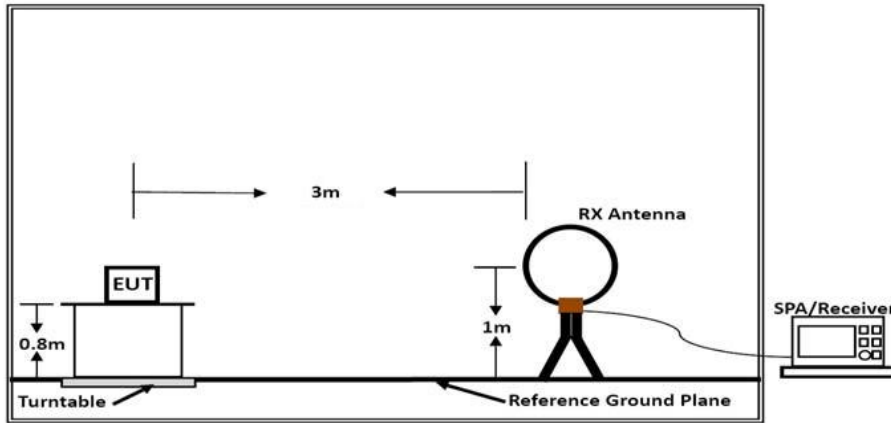 3m
RX Antenna
EUT
SPA/Receiver
1m
0.8m
Turntable
Reference Ground Plane